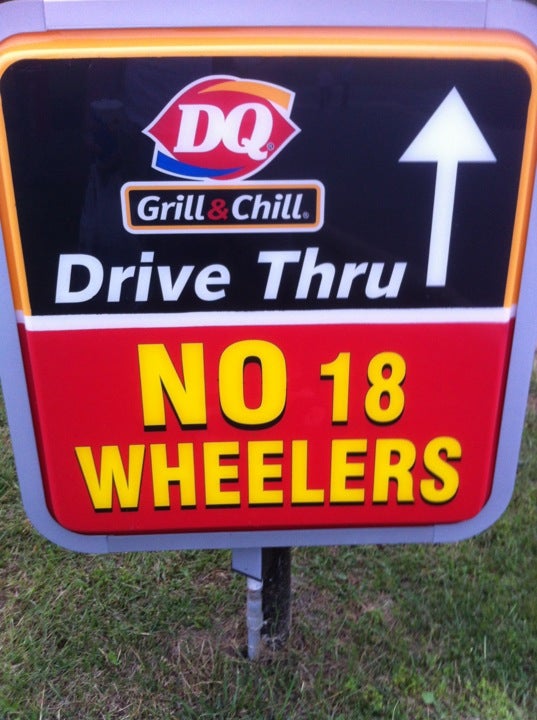 DQ®
Grill & Chill®
Drive Thru
NO 18
WHEELERS